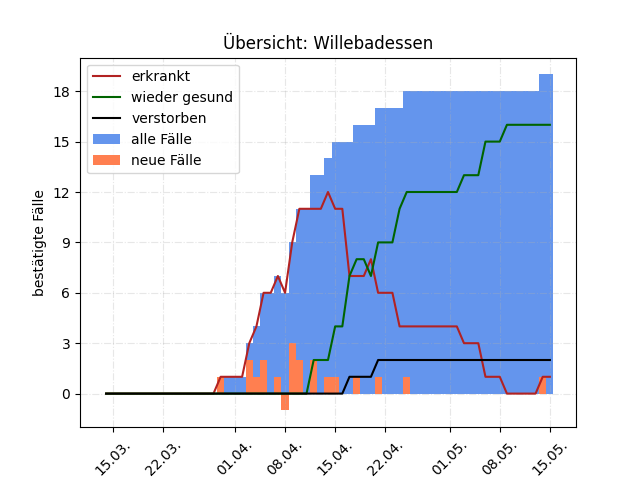 Übersicht: Willebadessen
erkrankt
wieder gesund
verstorben
alle Fälle
neue Fälle
bestätigte Fälle
18
15
12
9
6
3
0
15.03.
22.03.
01.04.
08.04.
15.04.
22.04.
01.05.
08.05.
15.05.